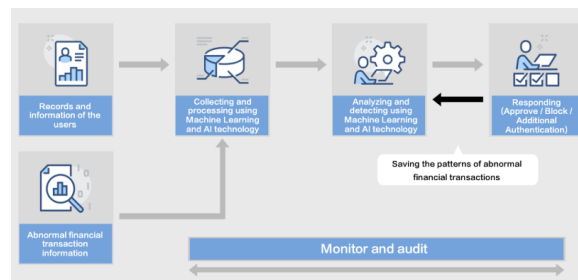 Records and
information of the
users
Collecting and
processing using
Machine Learning
and AI technology
Analyzing and
detecting using
Machine Learning
and AI technology
Responding
(Approve / Block /
Additional
Authentication)
Saving the patterns of abnormal
financial transactions
Abnormal financial
transaction
information
Monitor and audit